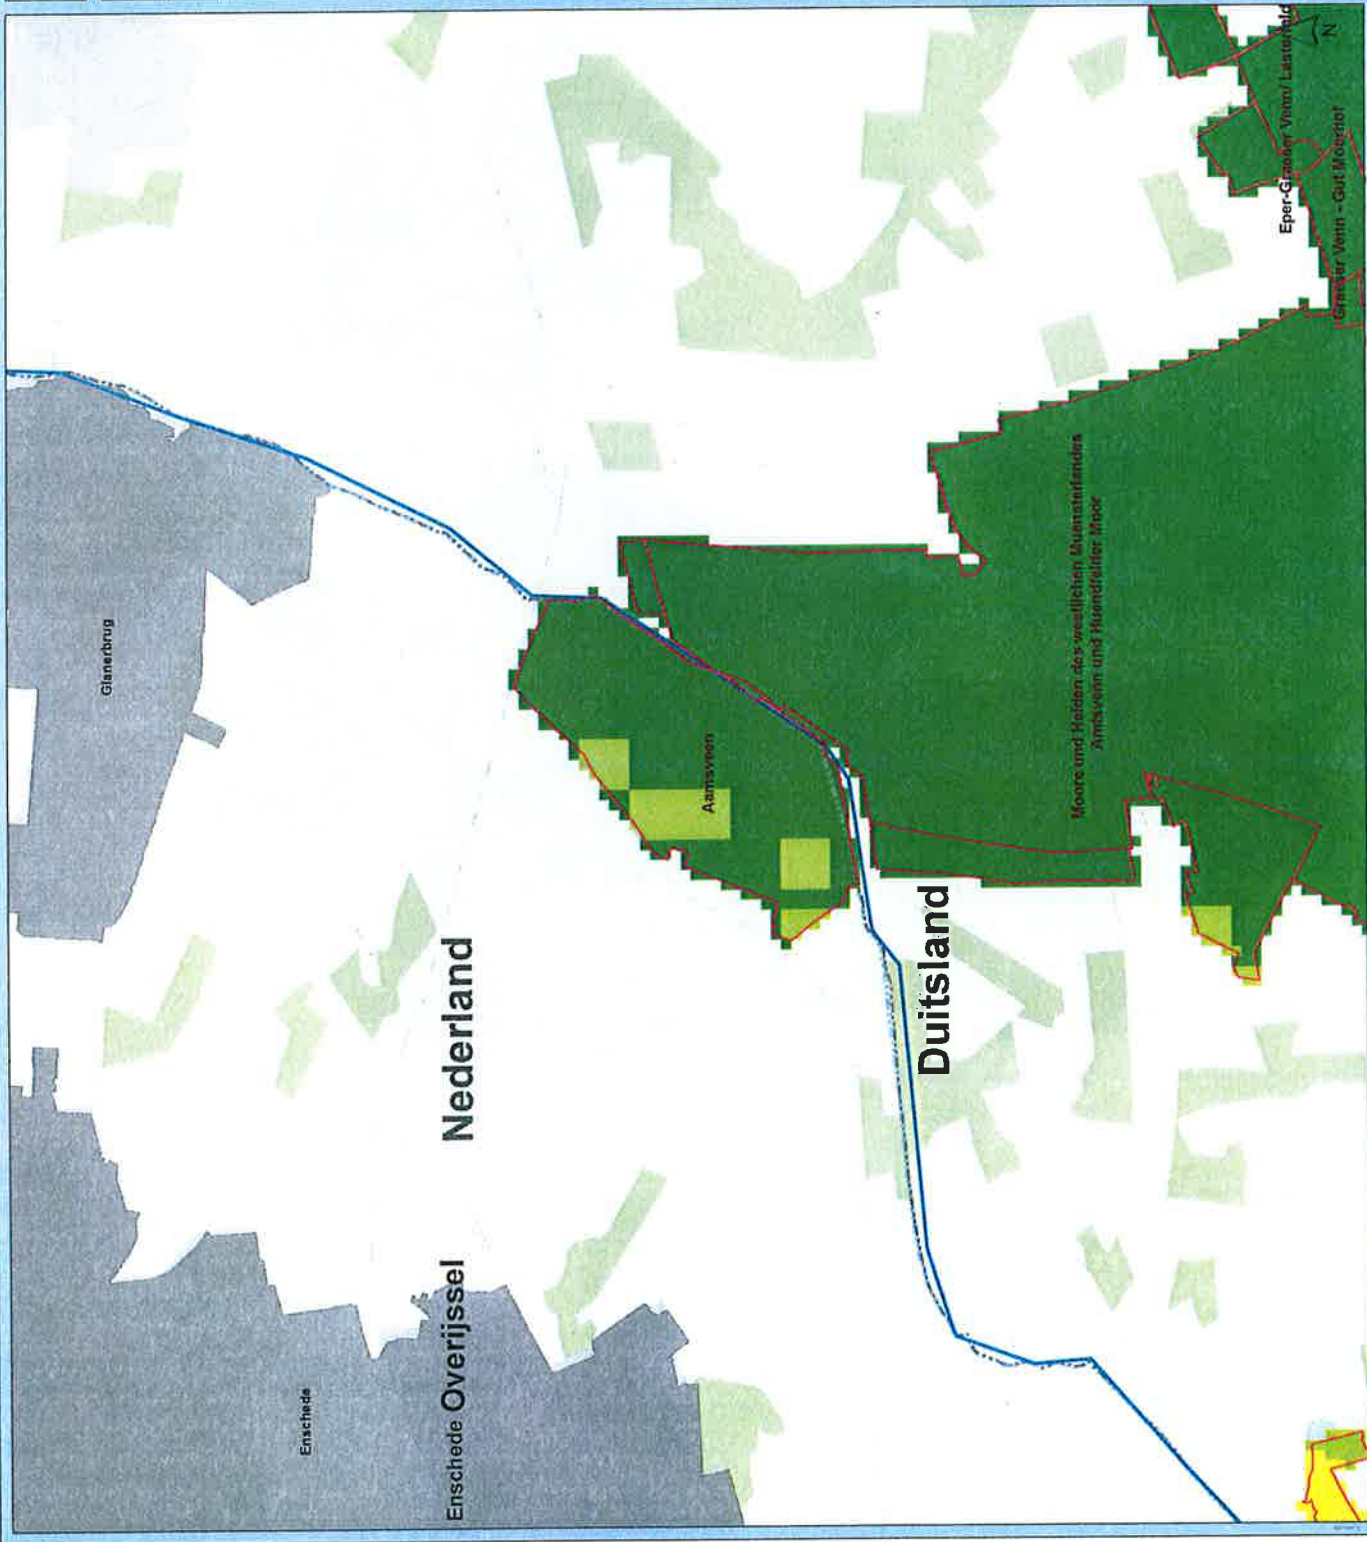 Glanerbrug
Enschede
Enschede Overijssel
Nederland
Aamsveen
Duitsland
Moore und Heiden des westlichen Muensterlandes
Amtsvenn und Huendfelder Moor
Eper-Graeser Venn/ Lasterfeld
Graeser Venn - Gut Moorhof
N